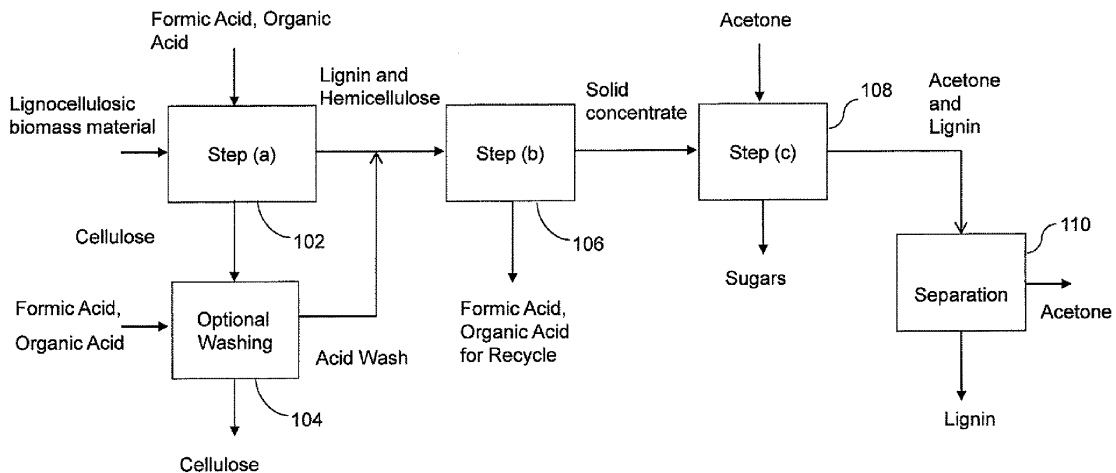 Formic Acid, Organic
Acid
Acetone
Lignocellulosic
biomass material
Lignin and
Hemicellulose
Solid
concentrate
108
Acetone
and
Lignin
Step (a)
Step (b)
Step (c)
Cellulose
102
106
110
Sugars
Separation
Acetone
Formic Acid,
Organic Acid
Optional
Washing
Acid Wash
Formic Acid,
Organic Acid
for Recycle
104
Lignin
Cellulose